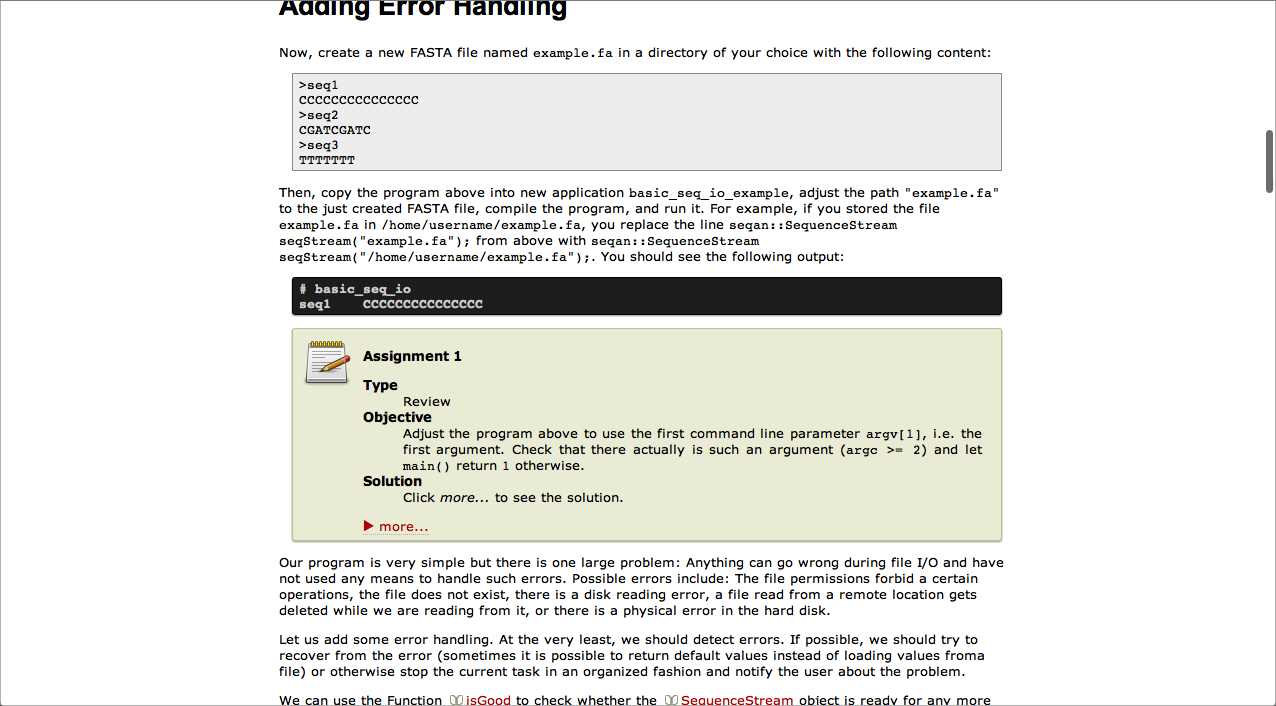 Adding Error Handling
Now, create a new FASTA file named example.fa in a directory of your choice with the following content:
>seq1
CCCCCCCCCCCCCCC
>seq2
CGATCGATC
>seq3
TTTTTTT
Then, copy the program above into new application basic_seq_io_example, adjust the path "example.fa"
to the just created FASTA file, compile the program, and run it. For example, if you stored the file
example.fa in /home/username/example.fa, you replace the line seqan::SequenceStream
seqStream("example.fa"); from above with seqan::SequenceStream
seqStream("/home/username/example.fa");. You should see the following output:
# basic_seq_io
seq1    CCCCCCCCCCCCCCC
Assignment 1
Type
Review
Objective
Adjust the program above to use the first command line parameter argv[1], i.e. the
first argument. Check that there actually is such an argument (argc >= 2) and let
main() return 1 otherwise.
Solution
Click more... to see the solution.
more...
Our program is very simple but there is one large problem: Anything can go wrong during file I/O and have
not used any means to handle such errors. Possible errors include: The file permissions forbid a certain
operations, the file does not exist, there is a disk reading error, a file read from a remote location gets
deleted while we are reading from it, or there is a physical error in the hard disk.
Let us add some error handling. At the very least, we should detect errors. If possible, we should try to
recover from the error (sometimes it is possible to return default values instead of loading values froma
file) or otherwise stop the current task in an organized fashion and notify the user about the problem.
We can use the Function isGood to check whether the SequenceStream object is ready for any more